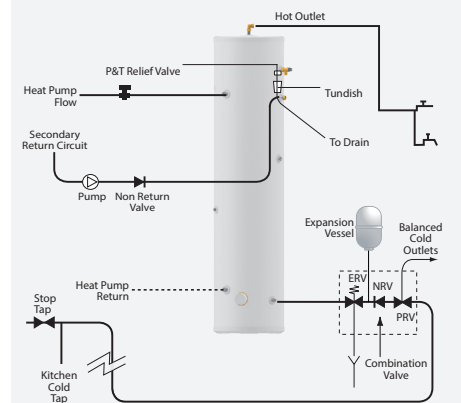 Hot Outlet
P&T Relief Valve
Heat Pump
Flow
Tundish
Secondary
Return Circuit
To Drain
Pump
Non Return
Valve
Expansion
Vessel
Balanced
Cold
Outlets
Heat Pump
Return
ERV
NRV
PRV
Stop
Tap
Combination
Valve
Kitchen
Cold
Tap